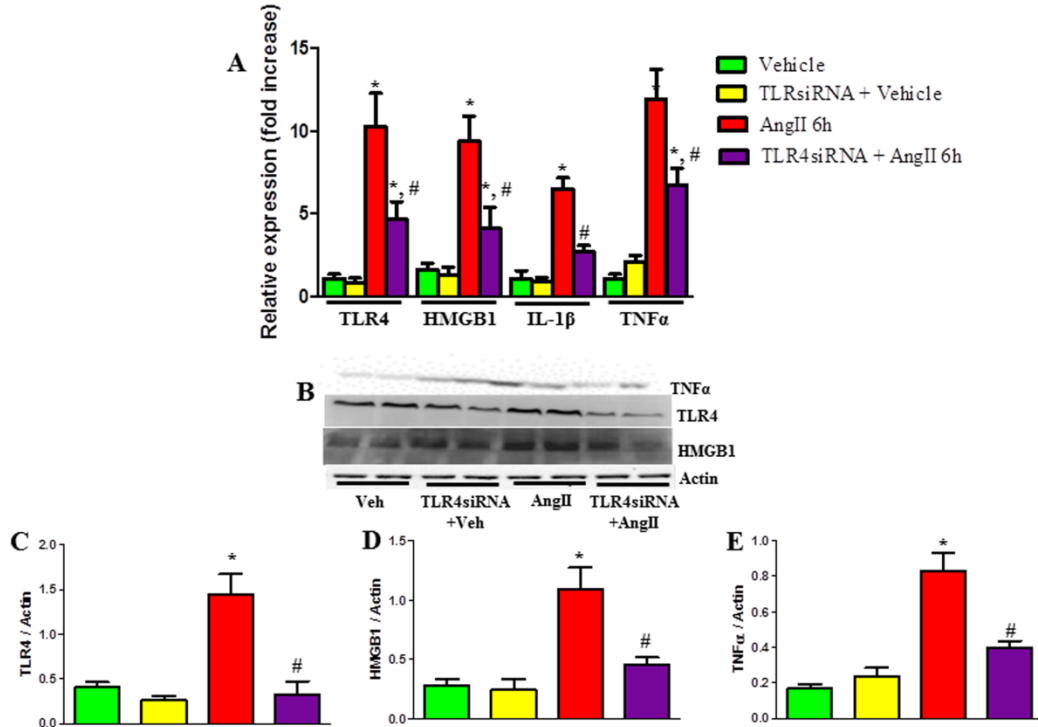 A
Relative expression (fold increase)
15
10
5
0
*
*, #
*
*, #
*
#
*
*, #
TLR4
HMGB1
IL-1β
TNFα
Vehicle
TLRsiRNA + Vehicle
AngII 6h
TLR4siRNA + AngII 6h
B
TNFα
TLR4
HMGB1
Actin
Veh
TLR4siRNA
+Veh
AngII
TLR4siRNA
+AngII
C
TLR4 / Actin
2.0
1.5
1.0
0.5
0.0
*
#
D
HMGB1 / Actin
1.5
1.0
0.5
0.0
*
#
E
TNFα / Actin
1.0
0.8
0.6
0.4
0.2
0.0
*
#